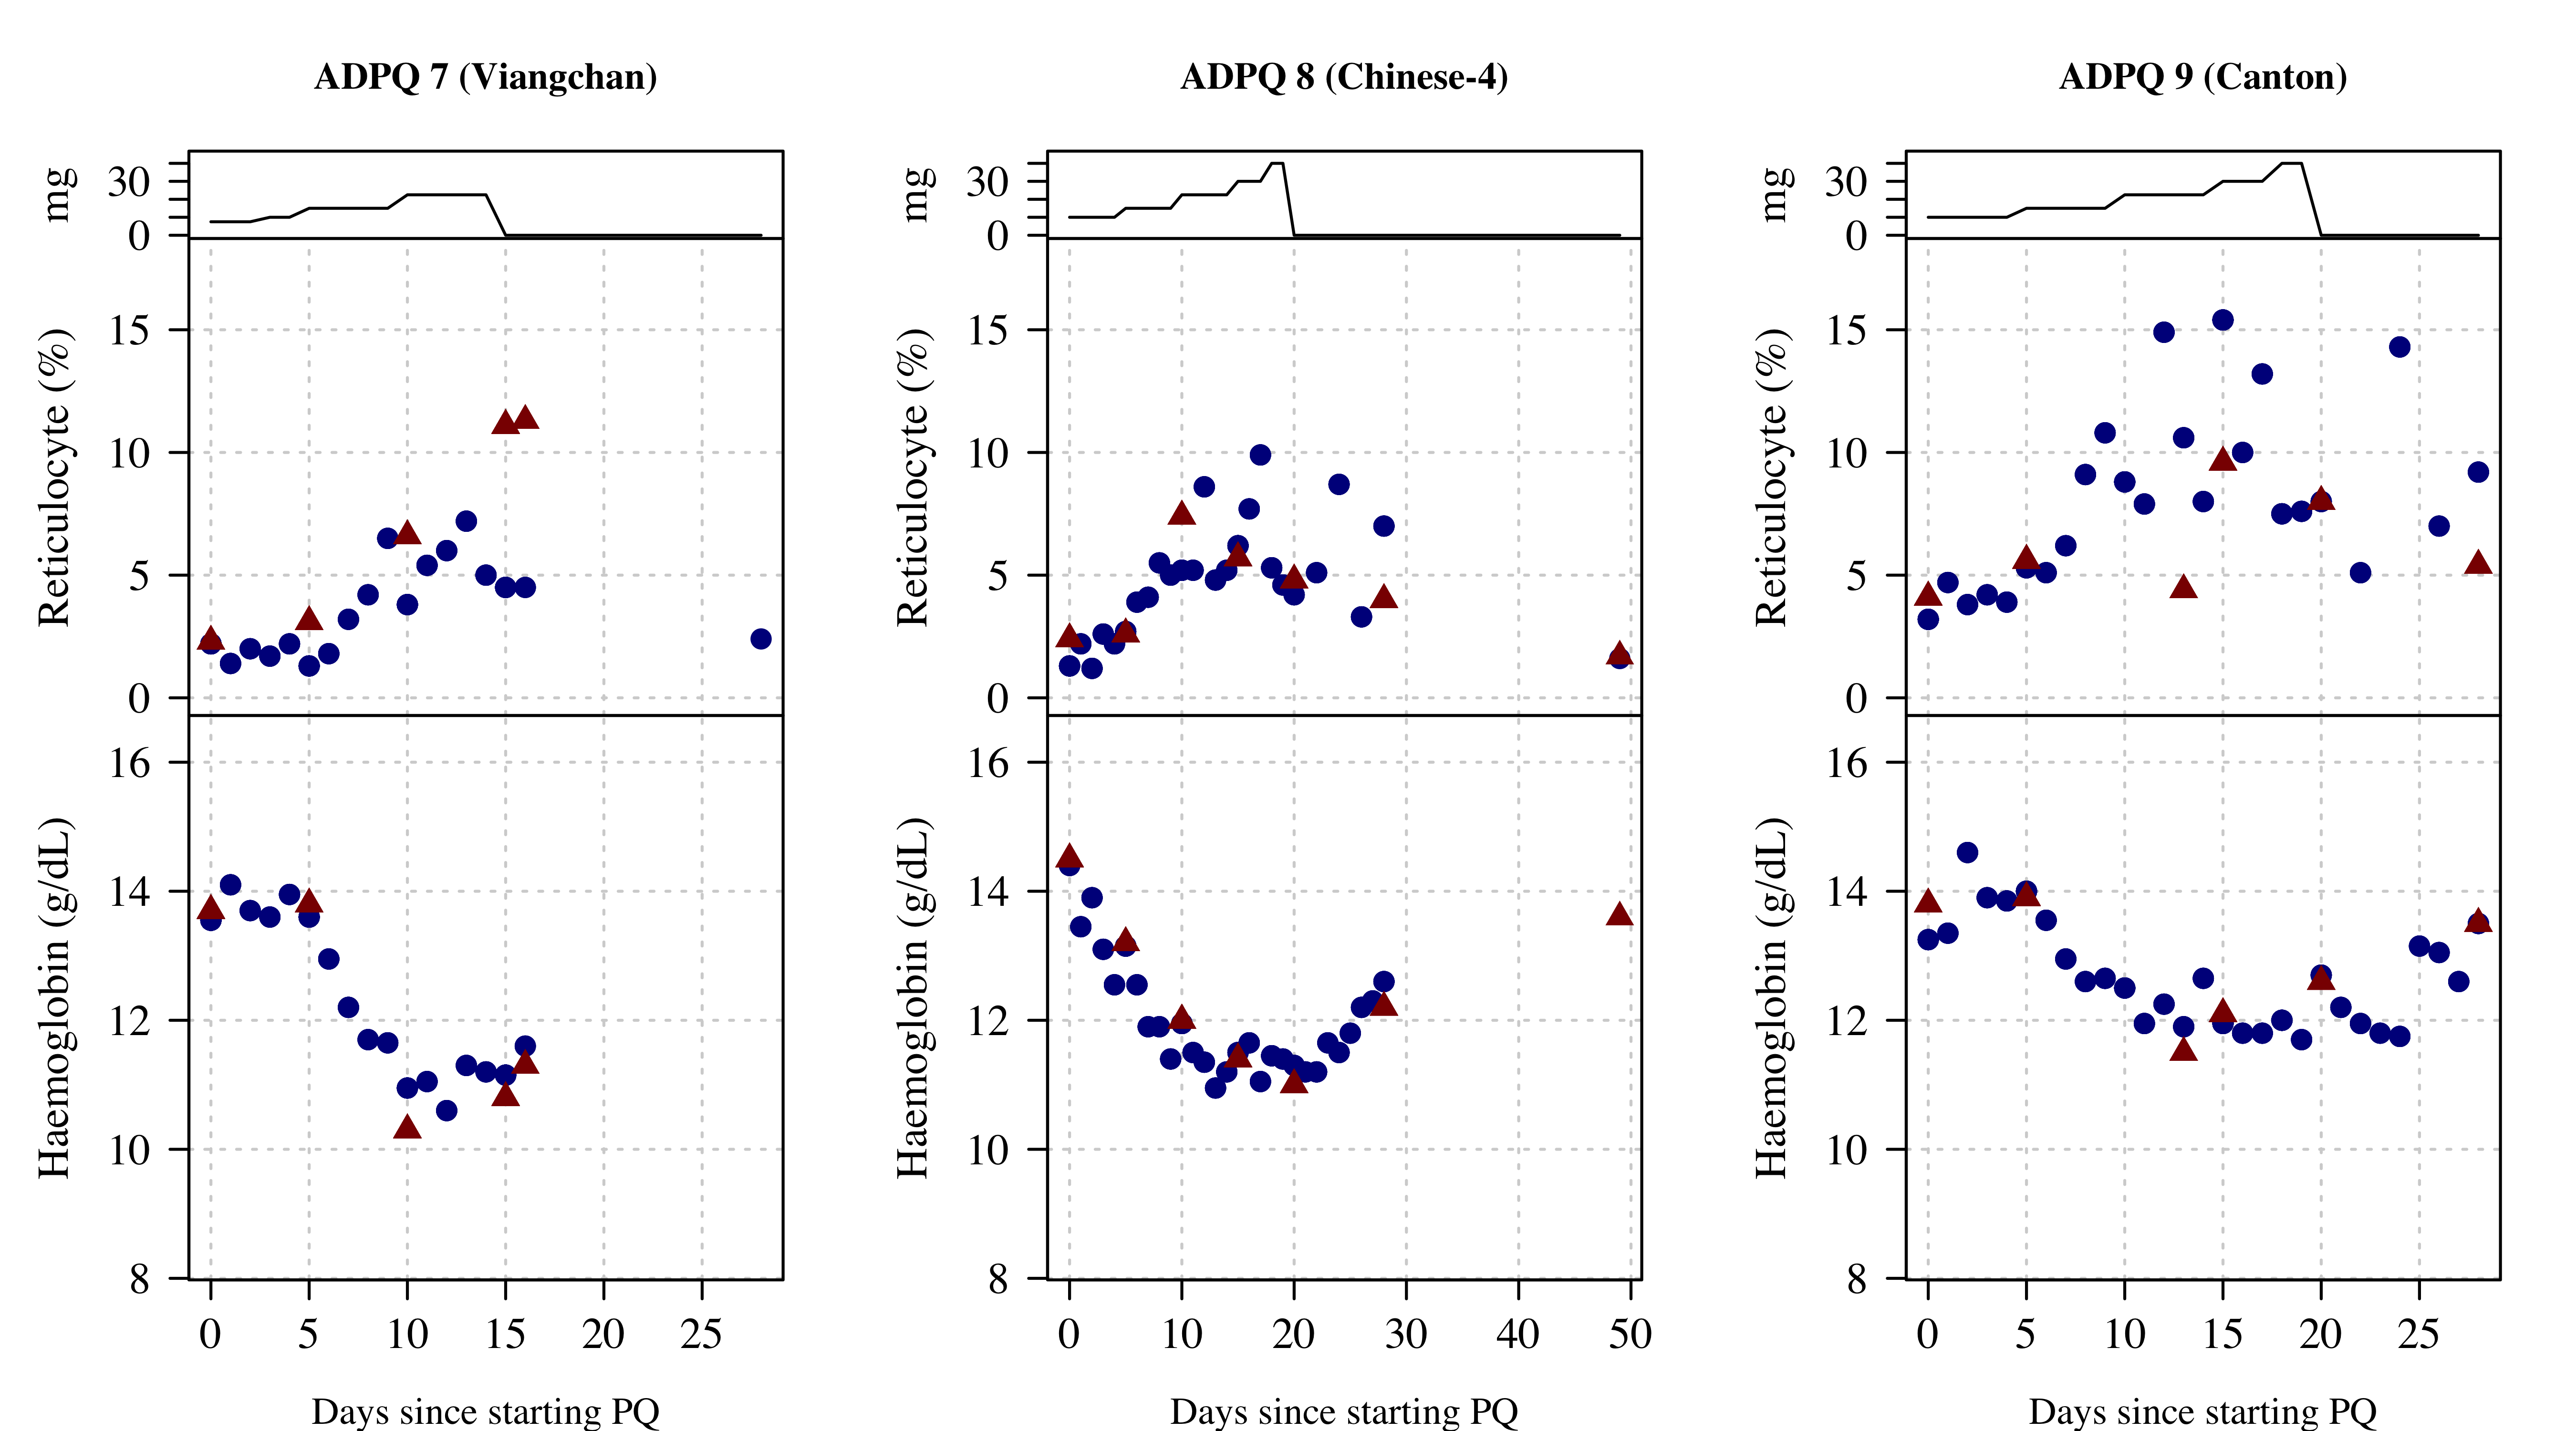 ADPQ 7 (Viangchan)
mg
30
0
Reticulocyte (%)
15
10
5
0
Haemoglobin (g/dL)
16
14
12
10
8
0 5 10 15 20 25
Days since starting PQ
ADPQ 8 (Chinese-4)
mg
30
0
Reticulocyte (%)
15
10
5
0
Haemoglobin (g/dL)
16
14
12
10
8
0 10 20 30 40 50
Days since starting PQ
ADPQ 9 (Canton)
mg
30
0
Reticulocyte (%)
15
10
5
0
Haemoglobin (g/dL)
16
14
12
10
8
0 5 10 15 20 25
Days since starting PQ